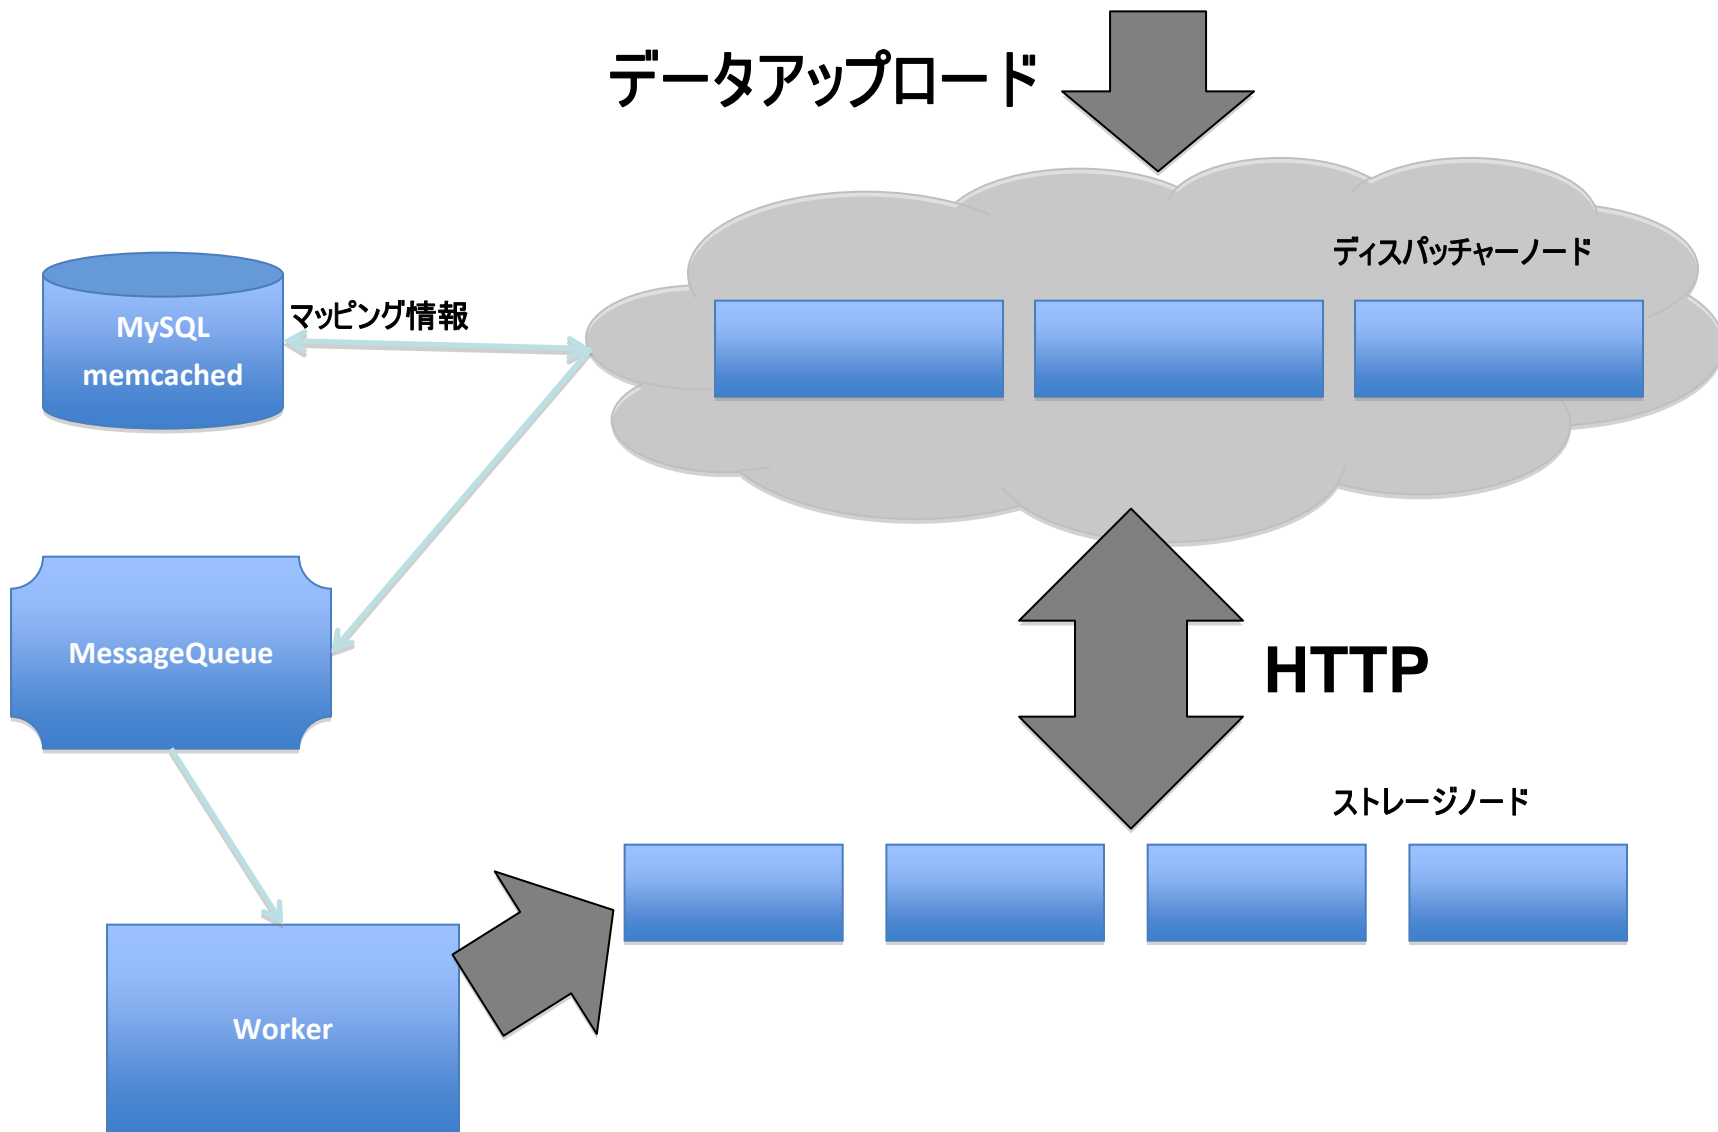 データアップロード
ディスパッチャーノード
マッピング情報
MySQL
memcached
MessageQueue
HTTP
ストレージノード
Worker